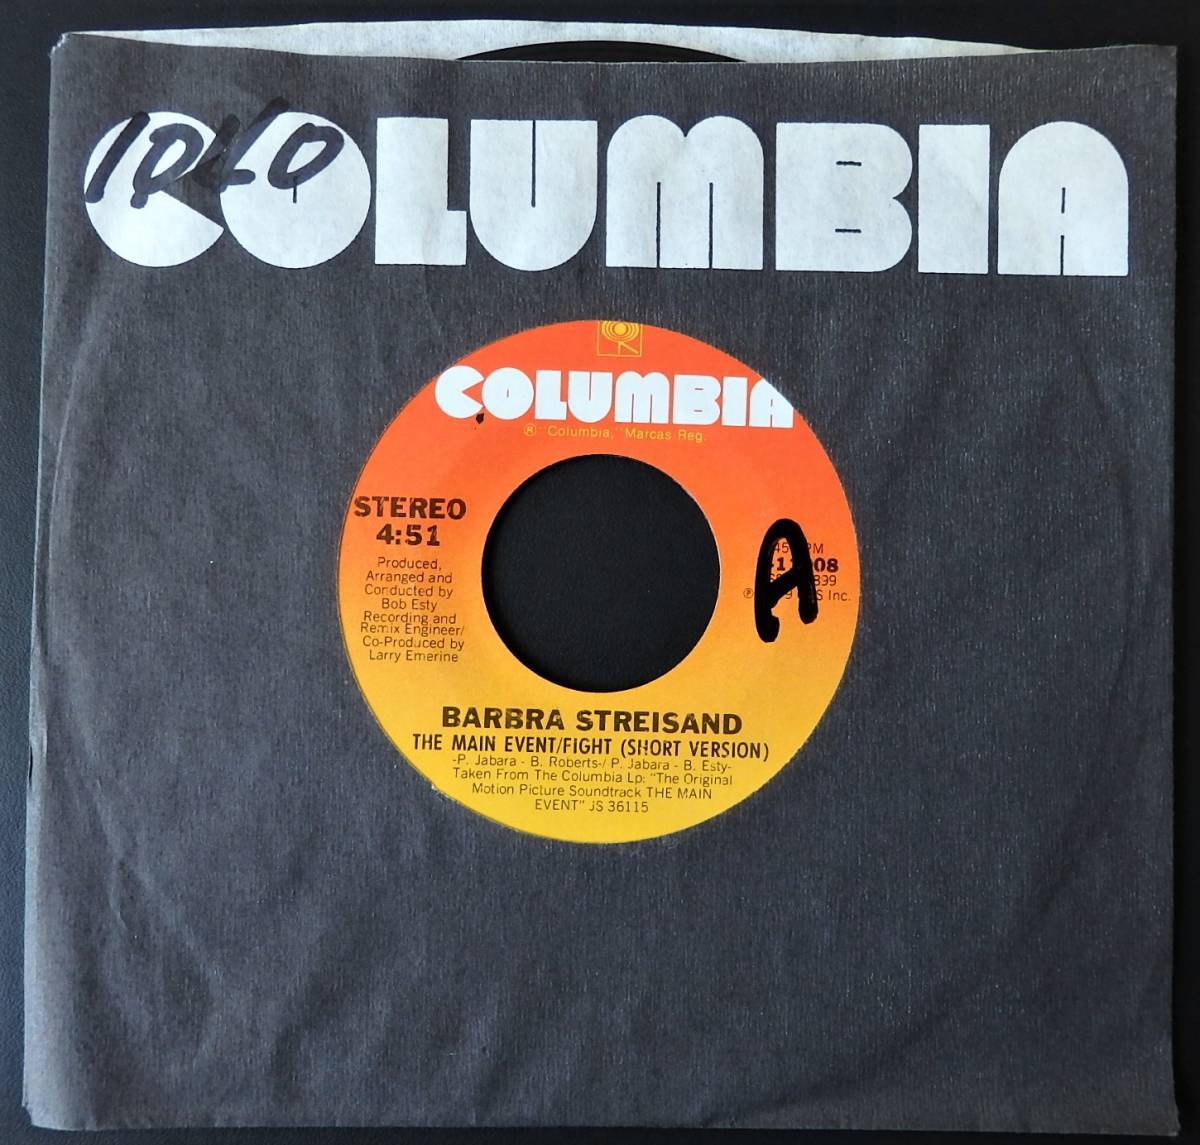 1040
COLUMBIA
COLUMBIA
® "Columbia," Marcas Reg.
STEREO
4:51
Produced,
Arranged and
Conducted by
Bob Esty
Recording and
Remix Engineer/
Co-Produced by
Larry Emerine
A
Inc.
BARBRA STREISAND
THE MAIN EVENT/FIGHT (SHORT VERSION)
-P. Jabara - B. Roberts-/ P. Jabara - B. Esty-
Taken From The Columbia Lp: "The Original
Motion Picture Soundtrack THE MAIN
EVENT" JS 36115